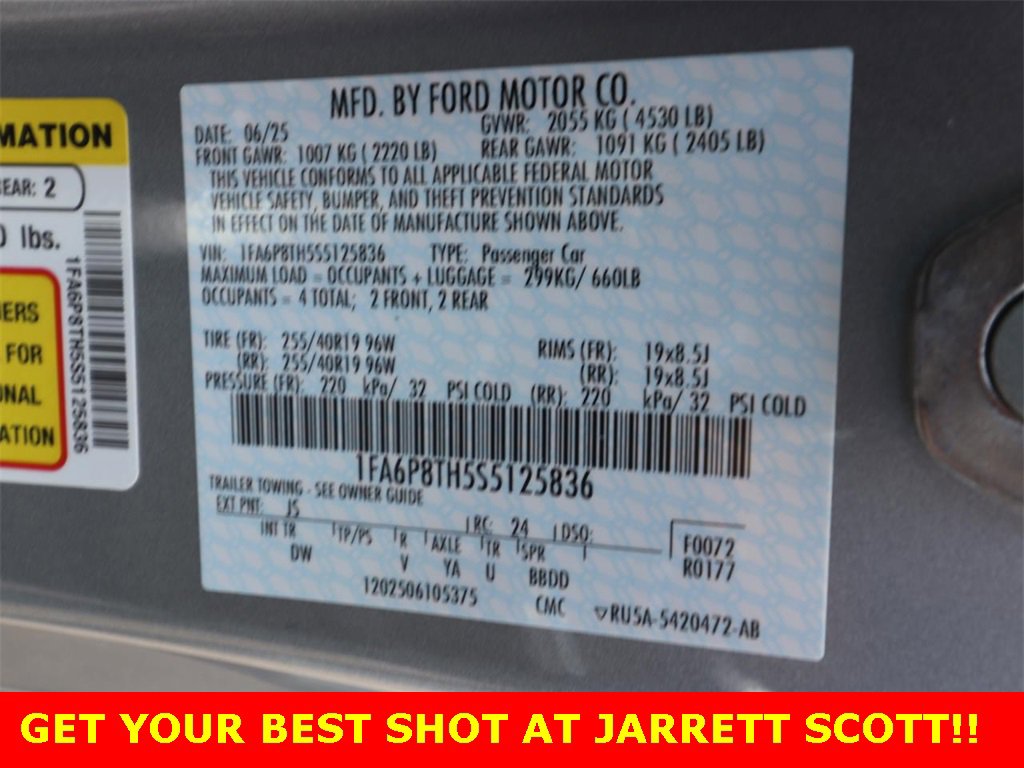 MFD. BY FORD MOTOR CO.
DATE: 06/25
GVWR: 2055 KG ( 4530 LB)
FRONT GAWR: 1007 KG ( 2220 LB)
REAR GAWR: 1091 KG ( 2405 LB)
THIS VEHICLE CONFORMS TO ALL APPLICABLE FEDERAL MOTOR
VEHICLE SAFETY, BUMPER, AND THEFT PREVENTION STANDARDS
IN EFFECT ON THE DATE OF MANUFACTURE SHOWN ABOVE.
VIN: 1FA6P8TH5S5125836 TYPE: Passenger Car
MAXIMUM LOAD = OCCUPANTS + LUGGAGE = 299KG/ 660LB
OCCUPANTS = 4 TOTAL; 2 FRONT, 2 REAR
TIRE (FR): 255/40R19 96W RIMS (FR): 19x8.5J
(RR): 255/40R19 96W (RR): 19x8.5J
PRESSURE (FR): 220 kPa/ 32 PSI COLD (RR): 220 kPa/ 32 PSI COLD
1FA6P8TH5S5125836
TRAILER TOWING - SEE OWNER GUIDE
EXT PNT: JS RC: 24 DSO:
INT TR TP/PS R AXLE TR SPR F0072
DW V YA U BBDD R0177
1202506105375 CMC ▽RU5A-5420472-AB
MATION
EAR: 2
0 lbs.
ERS
FOR
ONAL
ATION
1FA6P8TH5S5125836
GET YOUR BEST SHOT AT JARRETT SCOTT!!